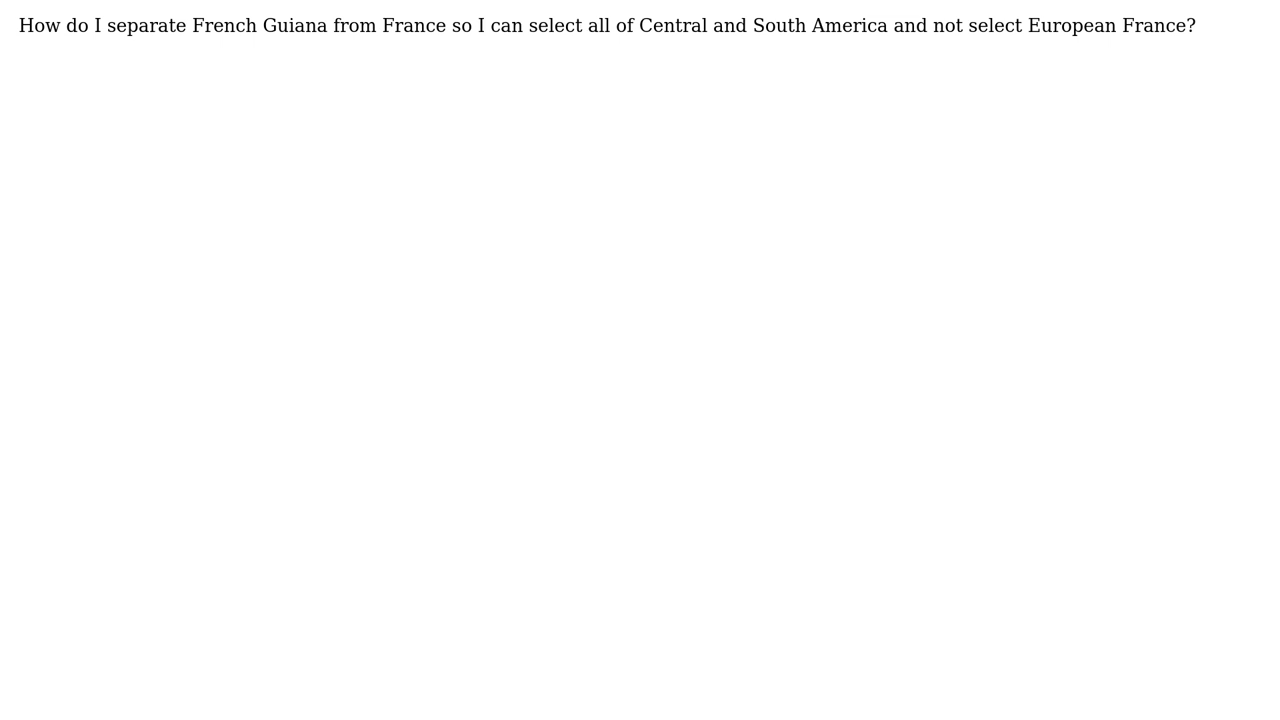 How do I separate French Guiana from France so I can select all of Central and South America and not select European France?